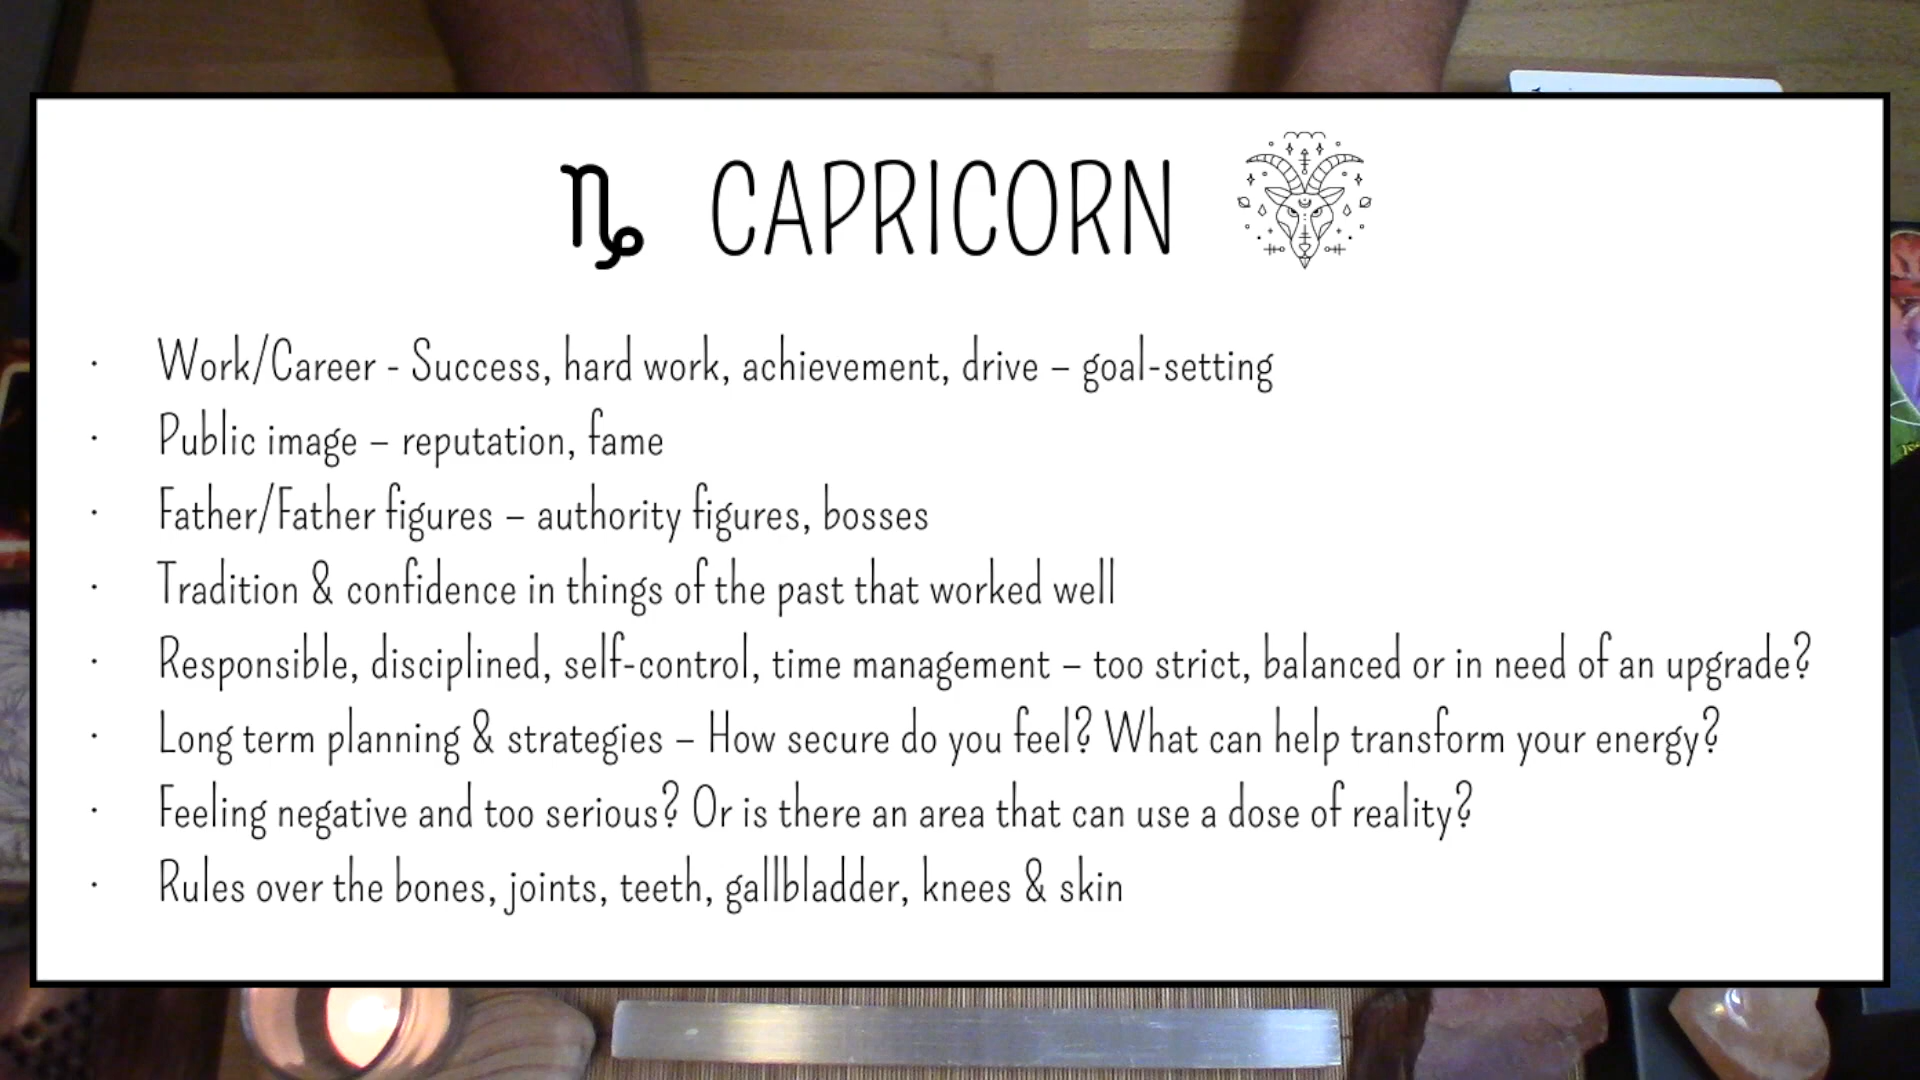 ♑ CAPRICORN
· Work/Career - Success, hard work, achievement, drive – goal-setting
· Public image – reputation, fame
· Father/Father figures – authority figures, bosses
· Tradition & confidence in things of the past that worked well
· Responsible, disciplined, self-control, time management – too strict, balanced or in need of an upgrade?
· Long term planning & strategies – How secure do you feel? What can help transform your energy?
· Feeling negative and too serious? Or is there an area that can use a dose of reality?
· Rules over the bones, joints, teeth, gallbladder, knees & skin